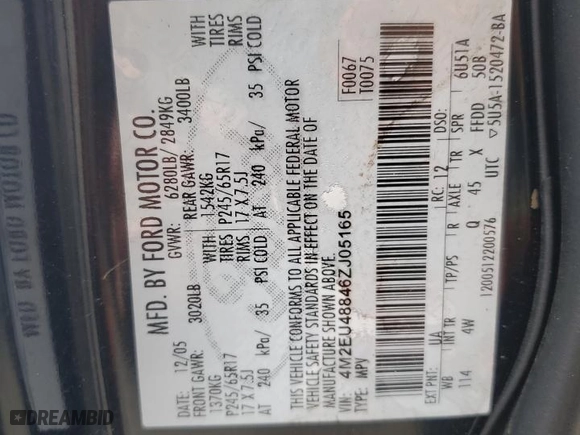 MFD. BY FORD MOTOR CO.
DATE: 12/05 GVWR: 6280LB/ 2849KG
FRONT GAWR: 3020LB REAR GAWR: 3400LB
1370KG 1542KG WITH
P245/65R17 WITH TIRES P245/65R17 TIRES
17 X 7.5J RIMS 17 X 7.5J RIMS
AT 240 kPa/ 35 PSI COLD AT 240 kPa/ 35 PSI COLD
THIS VEHICLE CONFORMS TO ALL APPLICABLE FEDERAL MOTOR
VEHICLE SAFETY STANDARDS IN EFFECT ON THE DATE OF
MANUFACTURE SHOWN ABOVE.
F0067
T0075
VIN: 4M2EU48846ZJ05165
TYPE: MPV
EXT PNT: UA RC: 12 DSO:
WB INT TR TP/PS R AXLE TR SPR 6U51A
114 4W Q 45 X FFDD 50B
1200512200576 UTC ▽5U5A-1520472-BA
DREAMBID